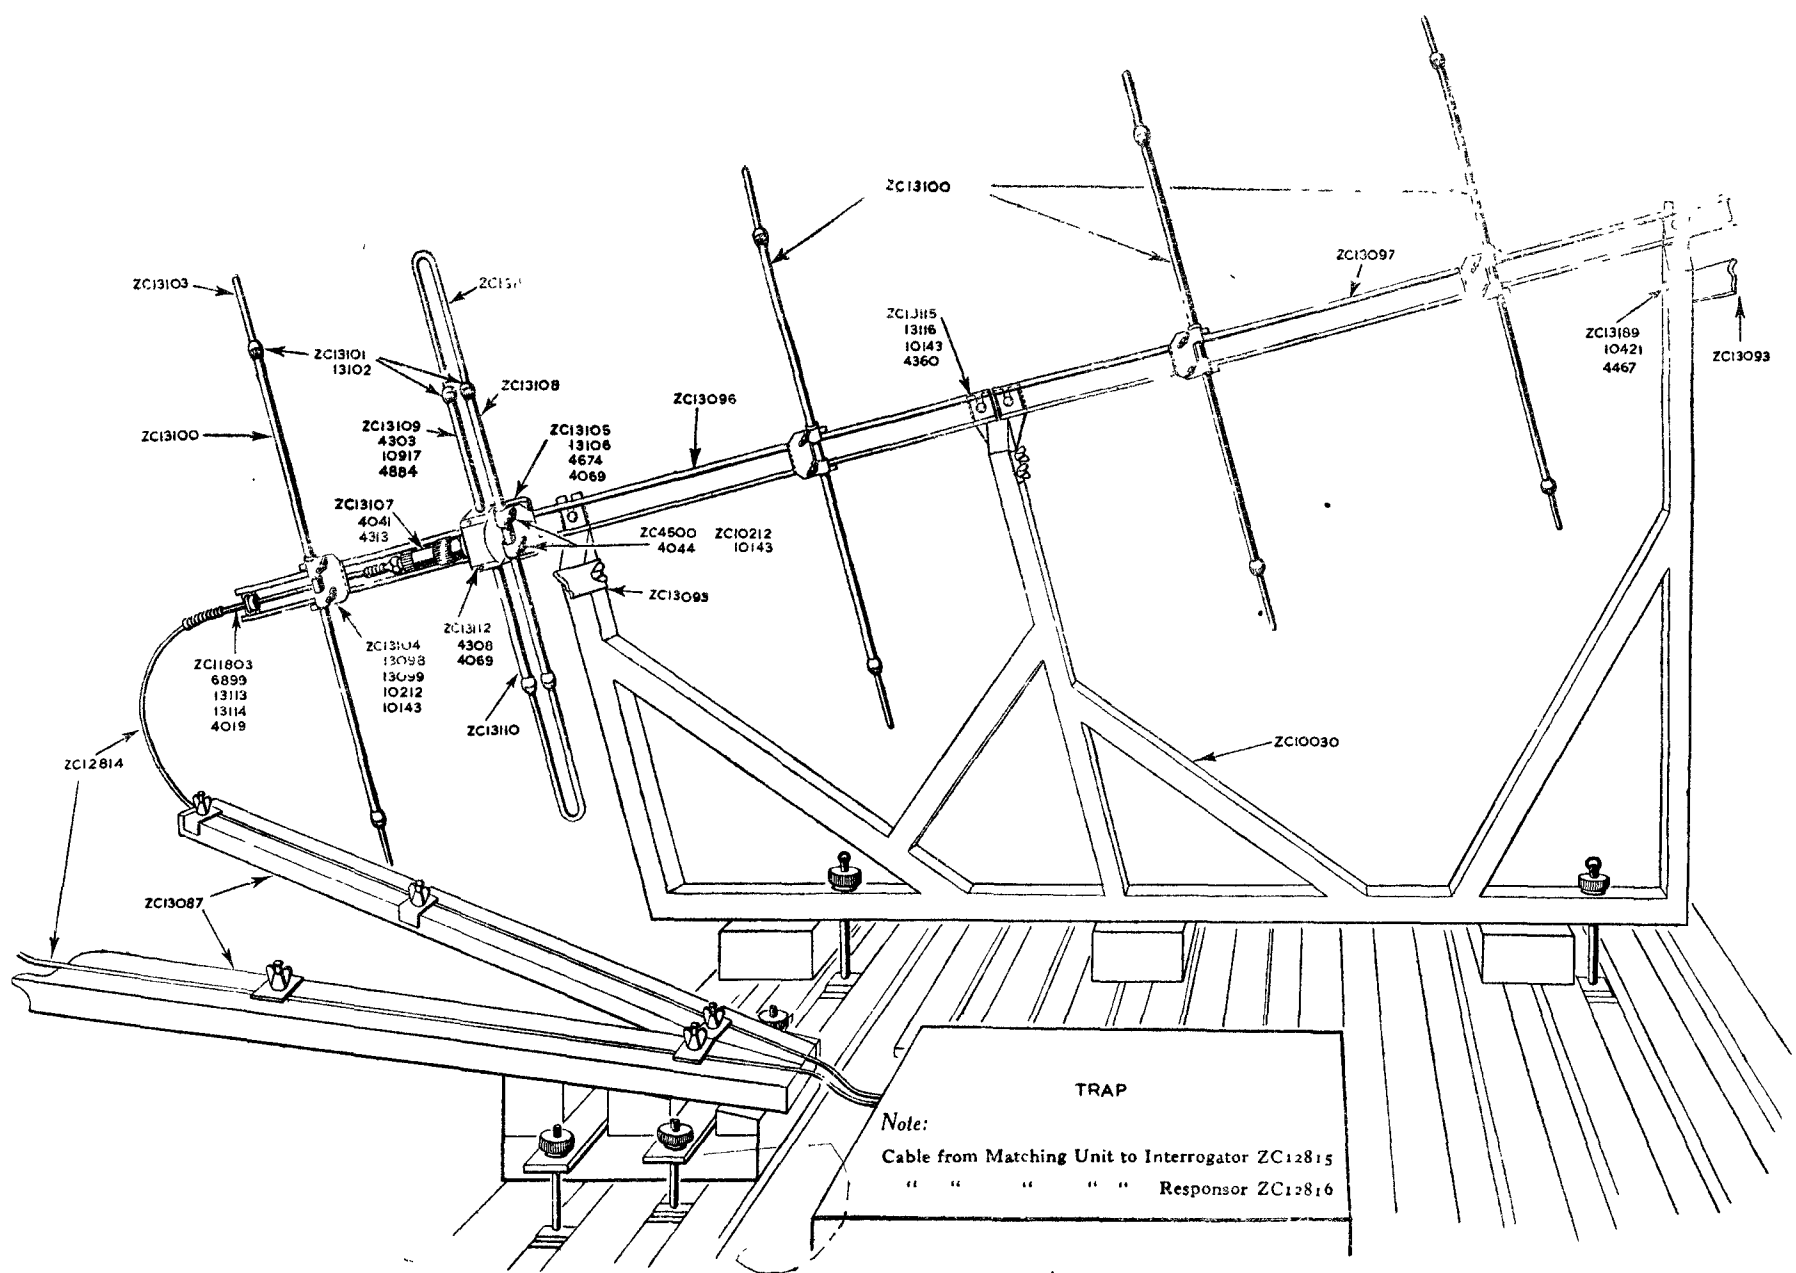 ZC13100
ZC13103
ZC13097
ZC13115
13116
10143
4360
ZC13189
10421
4467
ZC13093
ZC13101
13102
ZC13108
ZC13096
ZC13100
ZC13109
4303
10917
4884
ZC13105
13106
4674
4069
ZC13107
4041
4313
ZC4500
4044
ZC10212
10143
ZC13093
ZC13112
4308
4069
ZC13104
13098
13099
10212
10143
ZC11803
6899
13113
13114
4019
ZC13110
ZC10030
ZC12814
ZC13087
TRAP
Note:
Cable from Matching Unit to Interrogator ZC12815
“ “ “ “ “ Responsor ZC12816